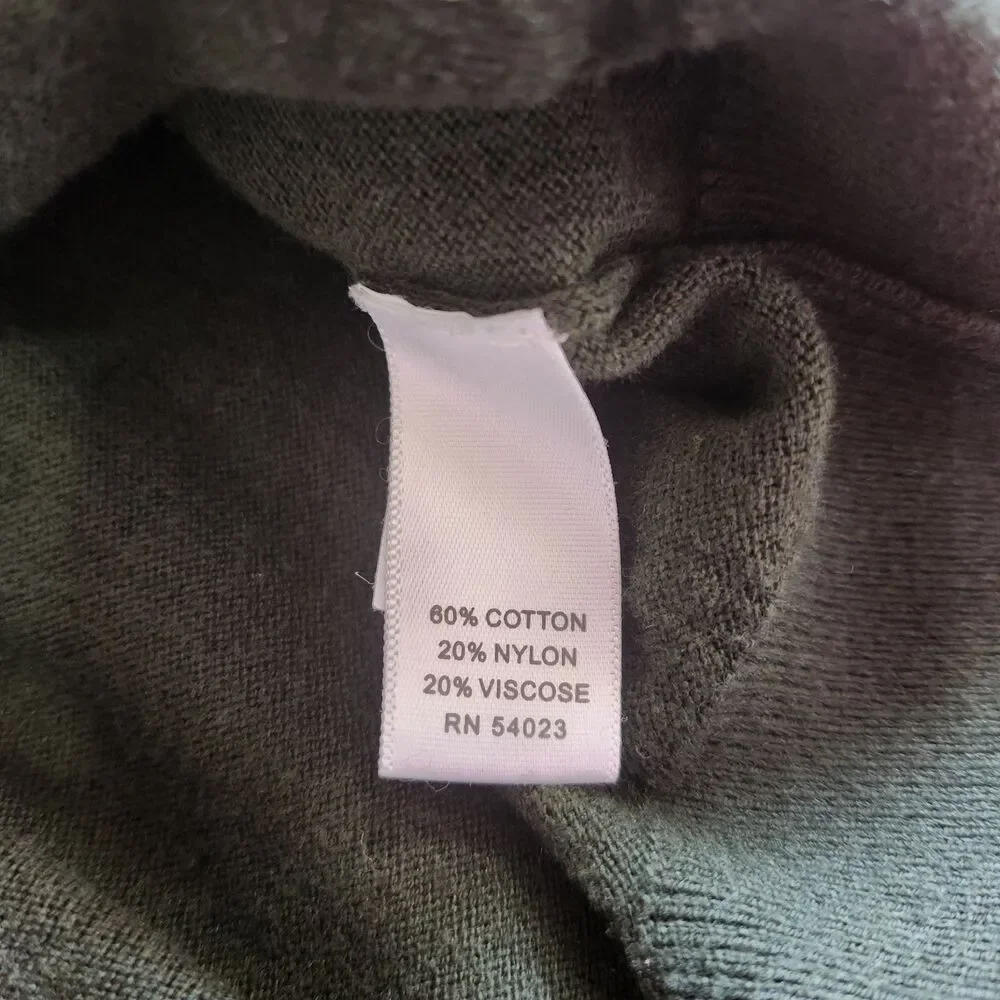 60% COTTON
20% NYLON
20% VISCOSE
RN 54023